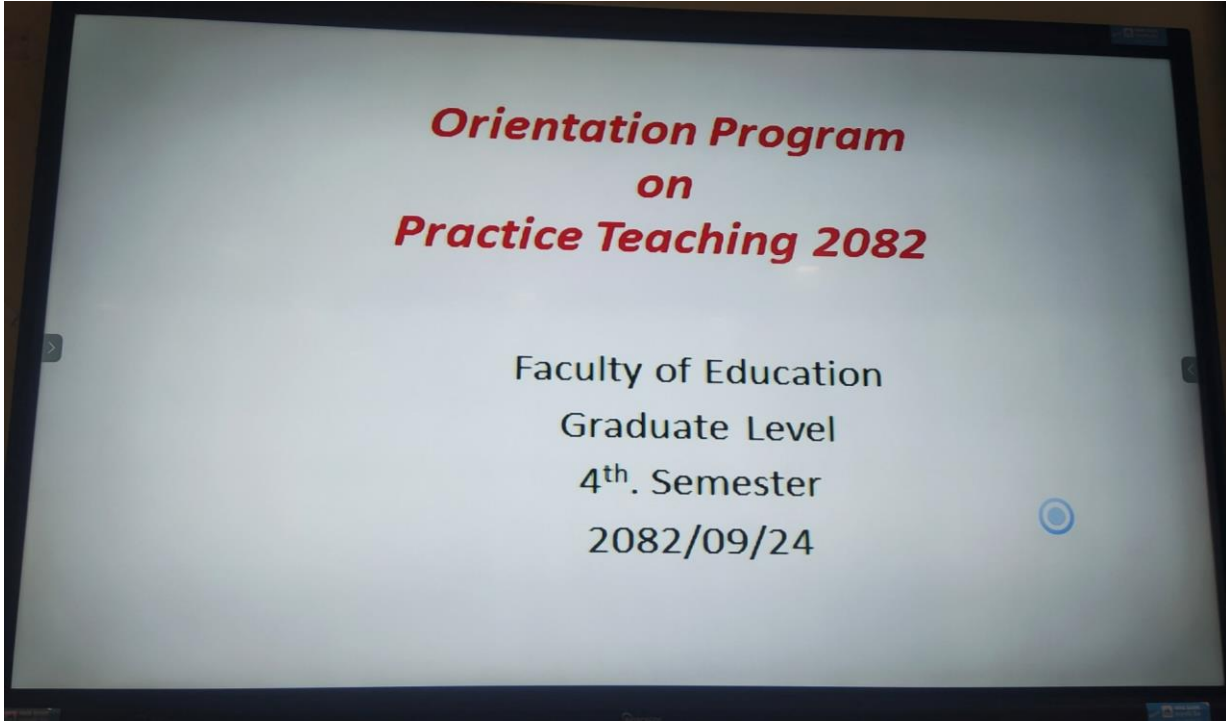 Orientation Program
on
Practice Teaching 2082
Faculty of Education
Graduate Level
4th. Semester
2082/09/24